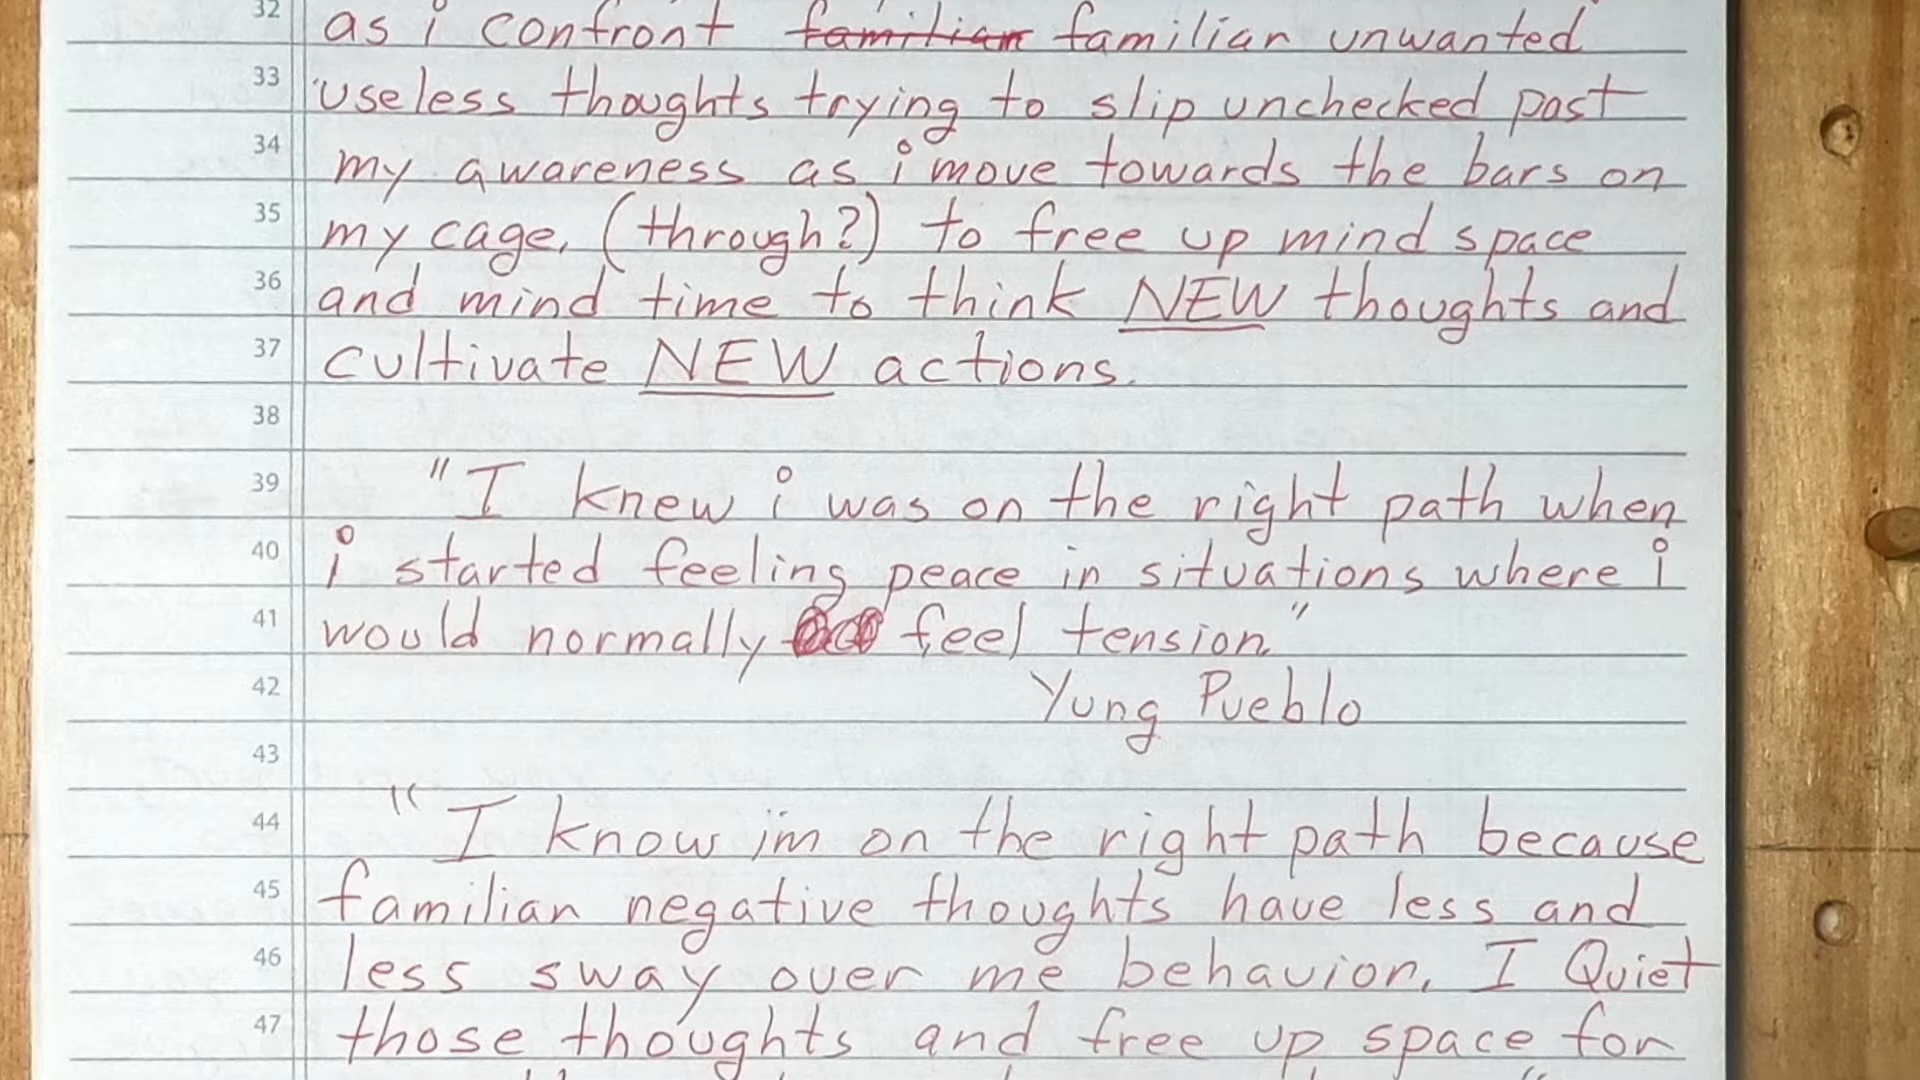 32 as i confront familiar familiar unwanted
33 useless thoughts trying to slip unchecked past
34 my awareness as i move towards the bars on
35 my cage, (through?) to free up mind space
36 and mind time to think NEW thoughts and
37 cultivate NEW actions.
38
39 "I knew i was on the right path when
40 i started feeling peace in situations where i
41 would normally feel tension."
42 Yung Pueblo
43
44 "I know im on the right path because
45 familiar negative thoughts have less and
46 less sway over me behavior. I Quiet
47 those thoughts and free up space for